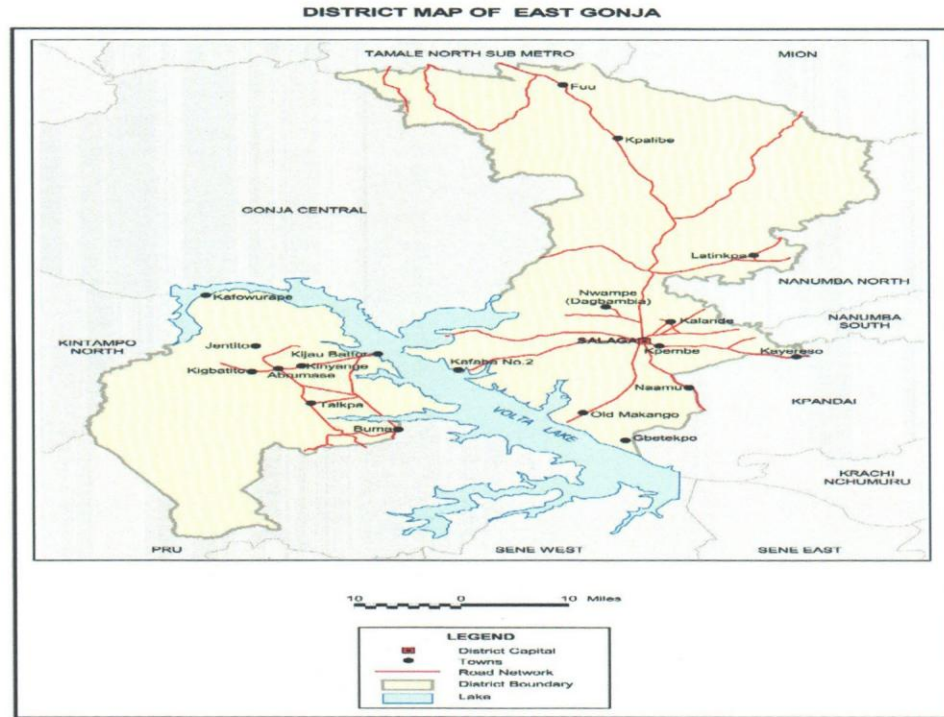 DISTRICT MAP OF EAST GONJA
TAMALE NORTH SUB METRO
MION
Fuu
Kpalibe
GONJA CENTRAL
Latinkpa
NANUMBA NORTH
Kafowurape
Nwampe
(Dagbambia)
Kalande
NANUMBA
SOUTH
KINTAMPO
NORTH
Jentito
Kijau Battor
SALAGA
Kpembe
Kayereso
Kigbatito
Abrumase
Kinyange
Kafaba No.2
Naamu
KPANDAI
Talkpa
Old Makango
VOLTA LAKE
Buma
Gbetekpo
KRACHI
NCHUMURU
PRU
SENE WEST
SENE EAST
10 0 10 Miles
LEGEND
District Capital
Towns
Road Network
District Boundary
Lake